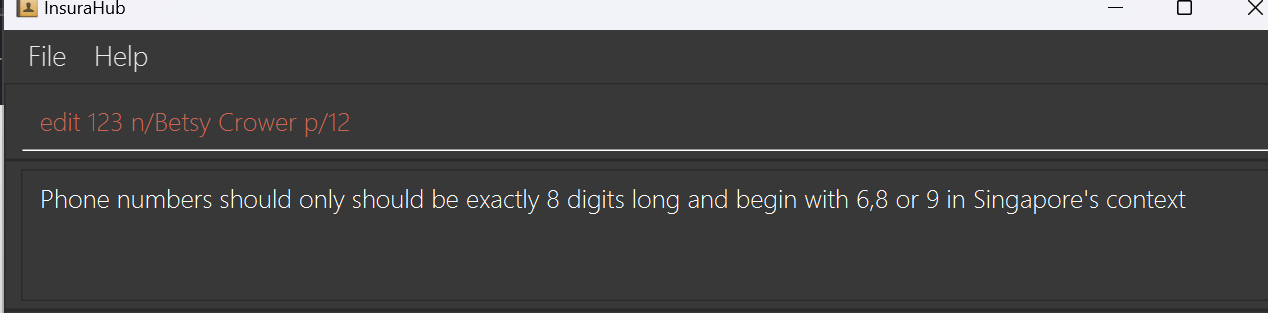 InsuraHub
File Help
edit 123 n/Betsy Crower p/12
Phone numbers should only should be exactly 8 digits long and begin with 6,8 or 9 in Singapore's context